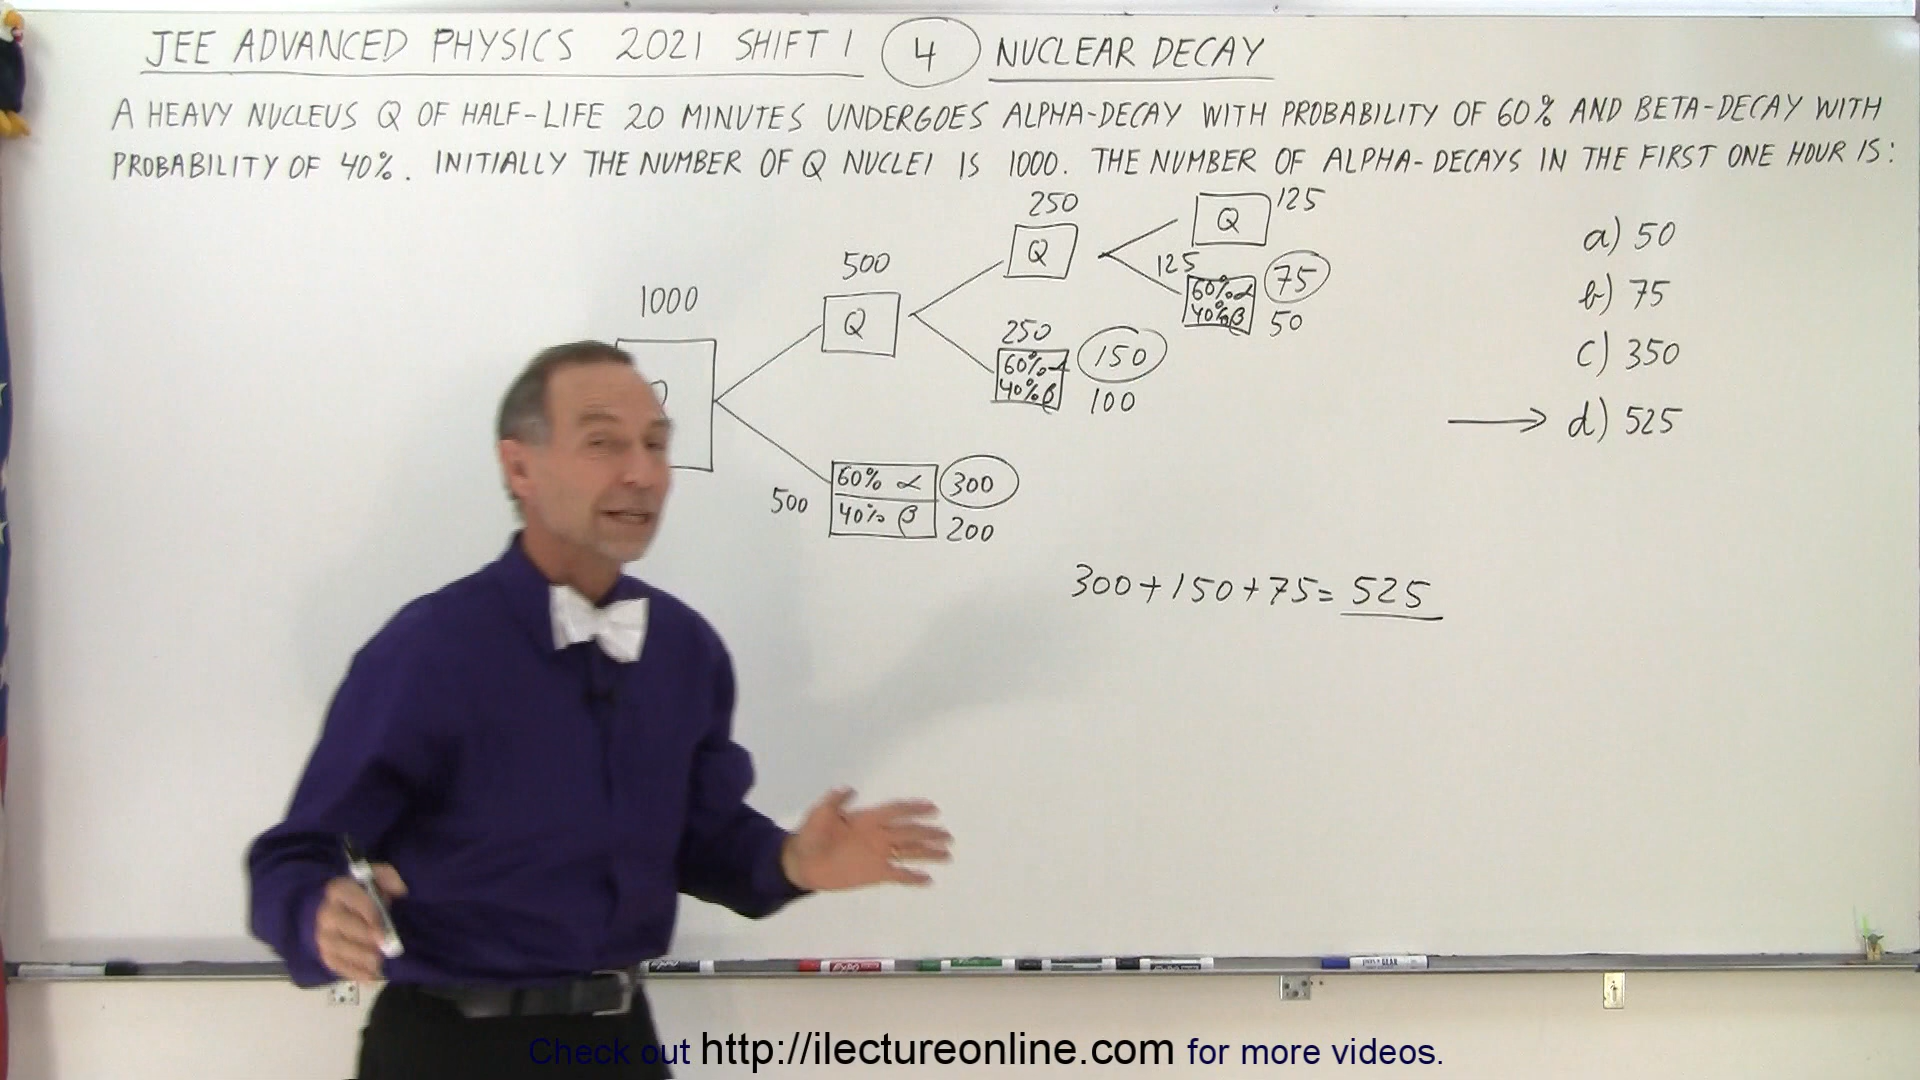 JEE ADVANCED PHYSICS 2021 SHIFT 1 4 NUCLEAR DECAY
A HEAVY NUCLEUS Q OF HALF-LIFE 20 MINUTES UNDERGOES ALPHA-DECAY WITH PROBABILITY OF 60% AND BETA-DECAY WITH
PROBABILITY OF 40%. INITIALLY THE NUMBER OF Q NUCLEI IS 1000. THE NUMBER OF ALPHA-DECAYS IN THE FIRST ONE HOUR IS:
1000
500
Q
250
Q
Q 125
125
60% α 75
40% β 50
250
60% α 150
40% β 100
500
60% α 300
40% β 200
a) 50
b) 75
c) 350
→ d) 525
300+150+75= 525
EXPO
Check out http://ilectureonline.com for more videos.